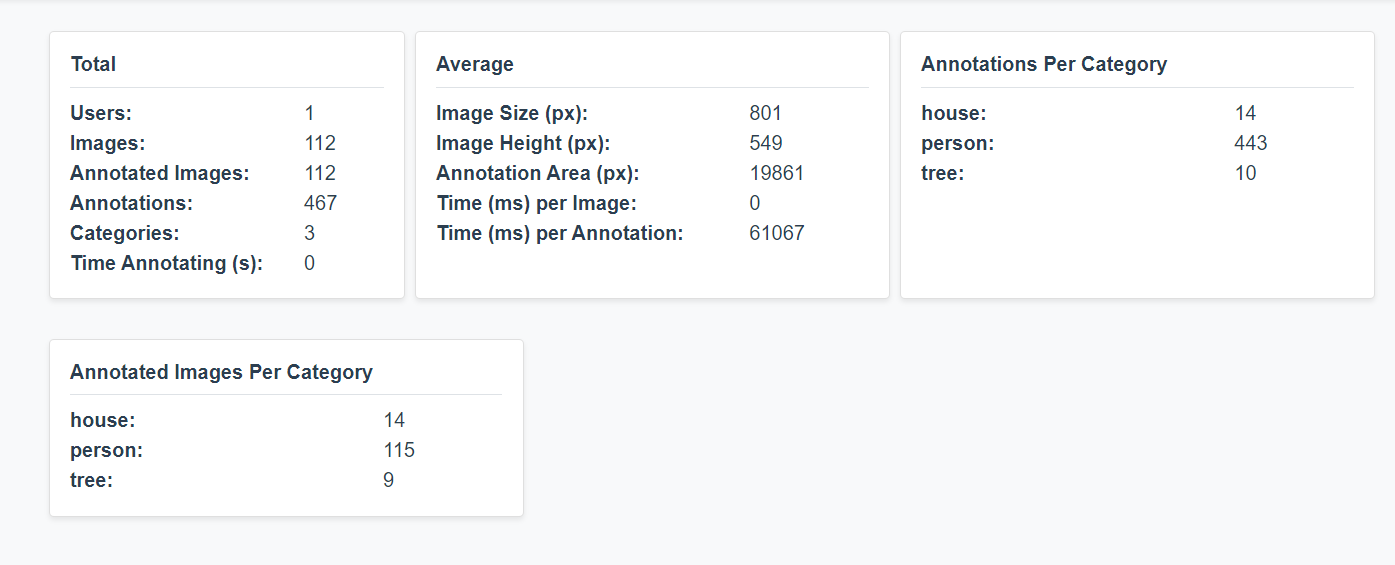 Total
Users: 1
Images: 112
Annotated Images: 112
Annotations: 467
Categories: 3
Time Annotating (s): 0
Average
Image Size (px): 801
Image Height (px): 549
Annotation Area (px): 19861
Time (ms) per Image: 0
Time (ms) per Annotation: 61067
Annotations Per Category
house: 14
person: 443
tree: 10
Annotated Images Per Category
house: 14
person: 115
tree: 9